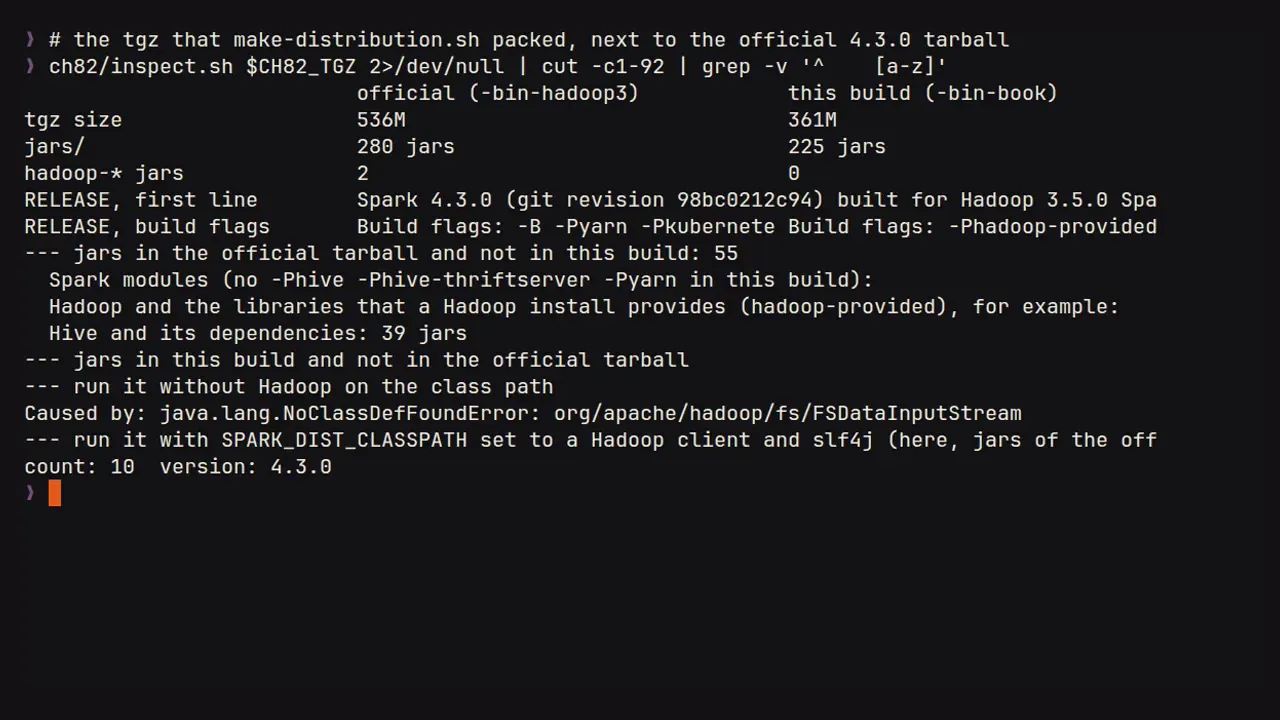 ❯ # the tgz that make-distribution.sh packed, next to the official 4.3.0 tarball
❯ ch82/inspect.sh $CH82_TGZ 2>/dev/null | cut -c1-92 | grep -v '^    [a-z]'
                           official (-bin-hadoop3)            this build (-bin-book)
tgz size                   536M                               361M
jars/                      280 jars                           225 jars
hadoop-* jars              2                                  0
RELEASE, first line        Spark 4.3.0 (git revision 98bc0212c94) built for Hadoop 3.5.0 Spa
RELEASE, build flags       Build flags: -B -Pyarn -Pkubernete Build flags: -Phadoop-provided
--- jars in the official tarball and not in this build: 55
  Spark modules (no -Phive -Phive-thriftserver -Pyarn in this build):
  Hadoop and the libraries that a Hadoop install provides (hadoop-provided), for example:
  Hive and its dependencies: 39 jars
--- jars in this build and not in the official tarball
--- run it without Hadoop on the class path
Caused by: java.lang.NoClassDefFoundError: org/apache/hadoop/fs/FSDataInputStream
--- run it with SPARK_DIST_CLASSPATH set to a Hadoop client and slf4j (here, jars of the off
count: 10  version: 4.3.0
❯